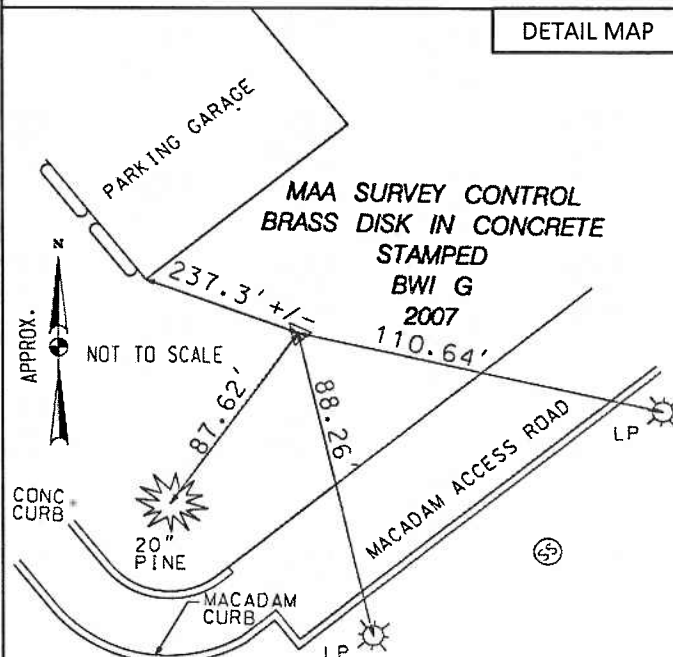 DETAIL MAP
PARKING GARAGE
MAA SURVEY CONTROL
BRASS DISK IN CONCRETE
STAMPED
BWI G
2007
237.3'+/-
110.64'
N
APPROX.
NOT TO SCALE
87.62'
88.26'
LP
MACADAM ACCESS ROAD
CONC
CURB
20"
PINE
SS
MACADAM
CURB
LP